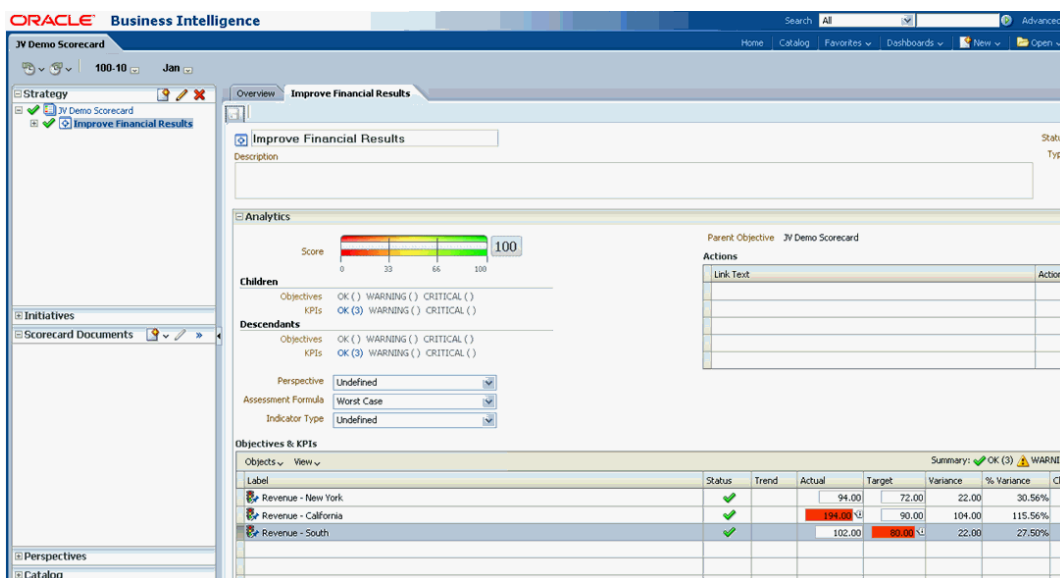 ORACLE Business Intelligence
Search All Advanced
JV Demo Scorecard
Home Catalog Favorites Dashboards New Open
100-10 Jan
Strategy
JV Demo Scorecard
Improve Financial Results
Initiatives
Scorecard Documents »
Perspectives
Catalog
Overview Improve Financial Results
Improve Financial Results
Statu
Typ
Description
Analytics
Score 100
0 33 66 100
Children
Objectives OK ( ) WARNING ( ) CRITICAL ( )
KPIs OK (3) WARNING ( ) CRITICAL ( )
Descendants
Objectives OK ( ) WARNING ( ) CRITICAL ( )
KPIs OK (3) WARNING ( ) CRITICAL ( )
Perspective Undefined
Assessment Formula Worst Case
Indicator Type Undefined
Parent Objective JV Demo Scorecard
Actions
Link Text Action
Objectives & KPIs
Objects View Summary: OK (3) WARNI
Label Status Trend Actual Target Variance % Variance C
Revenue - New York 94.00 72.00 22.00 30.56%
Revenue - California 194.00 90.00 104.00 115.56%
Revenue - South 102.00 80.00 22.00 27.50%